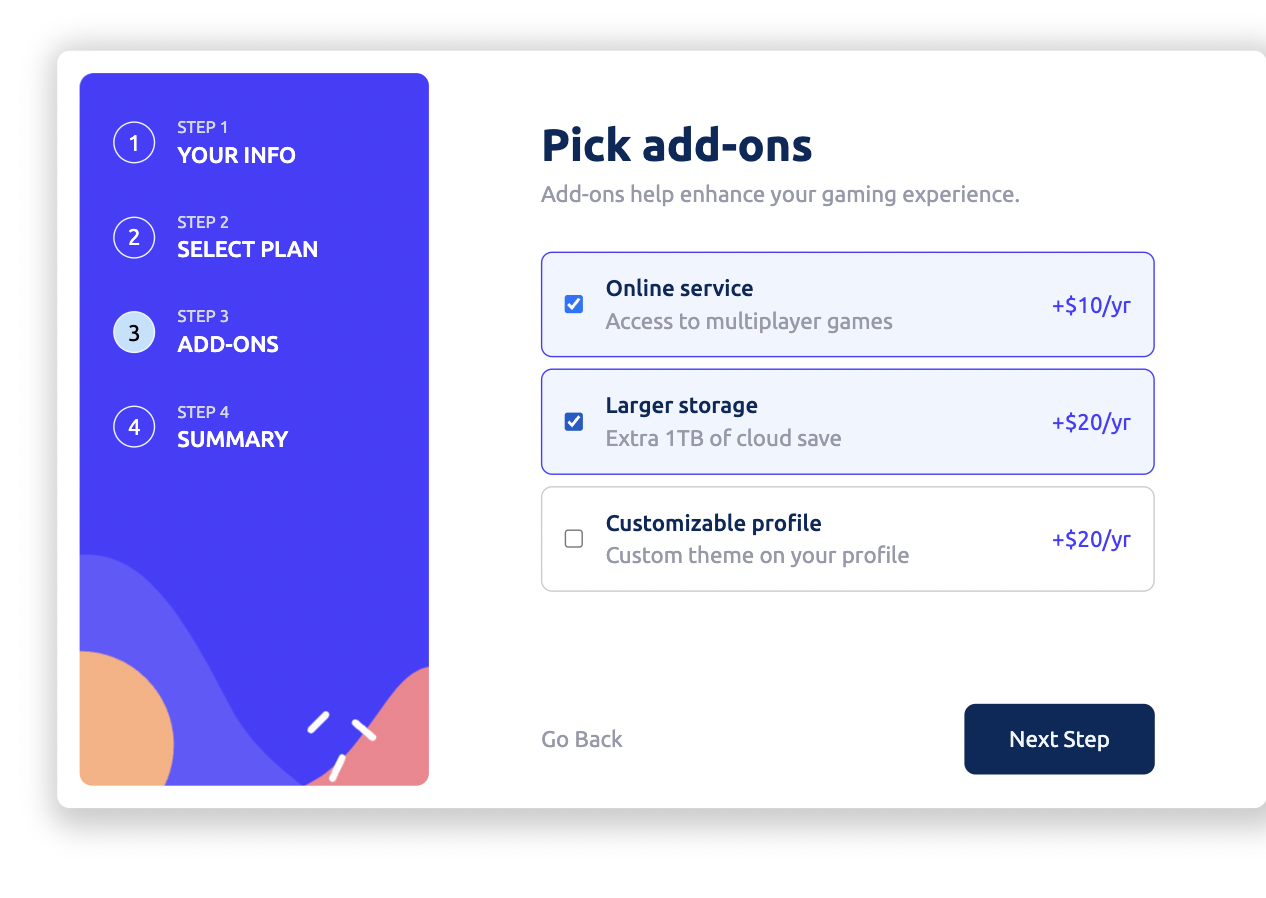 1
STEP 1
YOUR INFO
2
STEP 2
SELECT PLAN
3
STEP 3
ADD-ONS
4
STEP 4
SUMMARY
Pick add-ons
Add-ons help enhance your gaming experience.
Online service
Access to multiplayer games
+$10/yr
Larger storage
Extra 1TB of cloud save
+$20/yr
Customizable profile
Custom theme on your profile
+$20/yr
Go Back
Next Step